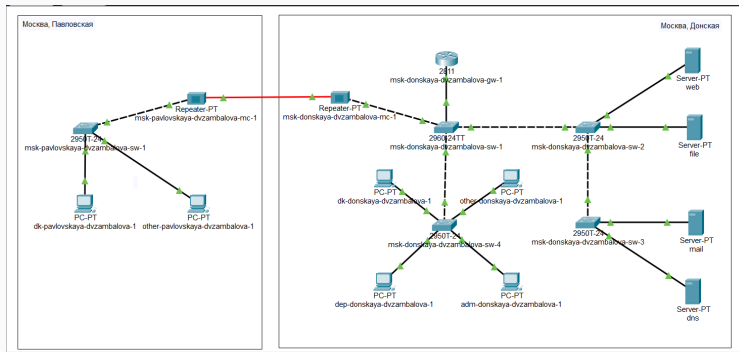 Москва, Павловская
Москва, Донская
2811
msk-donskaya-dvzambalova-gw-1
Server-PT
web
Repeater-PT
msk-pavlovskaya-dvzambalova-mc-1
Repeater-PT
msk-donskaya-dvzambalova-mc-1
2950T-24
msk-pavlovskaya-dvzambalova-sw-1
2960-24TT
msk-donskaya-dvzambalova-sw-1
2950T-24
msk-donskaya-dvzambalova-sw-2
Server-PT
file
PC-PT
dk-pavlovskaya-dvzambalova-1
PC-PT
other-pavlovskaya-dvzambalova-1
PC-PT
dk-donskaya-dvzambalova-1
PC-PT
other-donskaya-dvzambalova-1
2950T-24
msk-donskaya-dvzambalova-sw-4
2950T-24
msk-donskaya-dvzambalova-sw-3
Server-PT
mail
PC-PT
dep-donskaya-dvzambalova-1
PC-PT
adm-donskaya-dvzambalova-1
Server-PT
dns